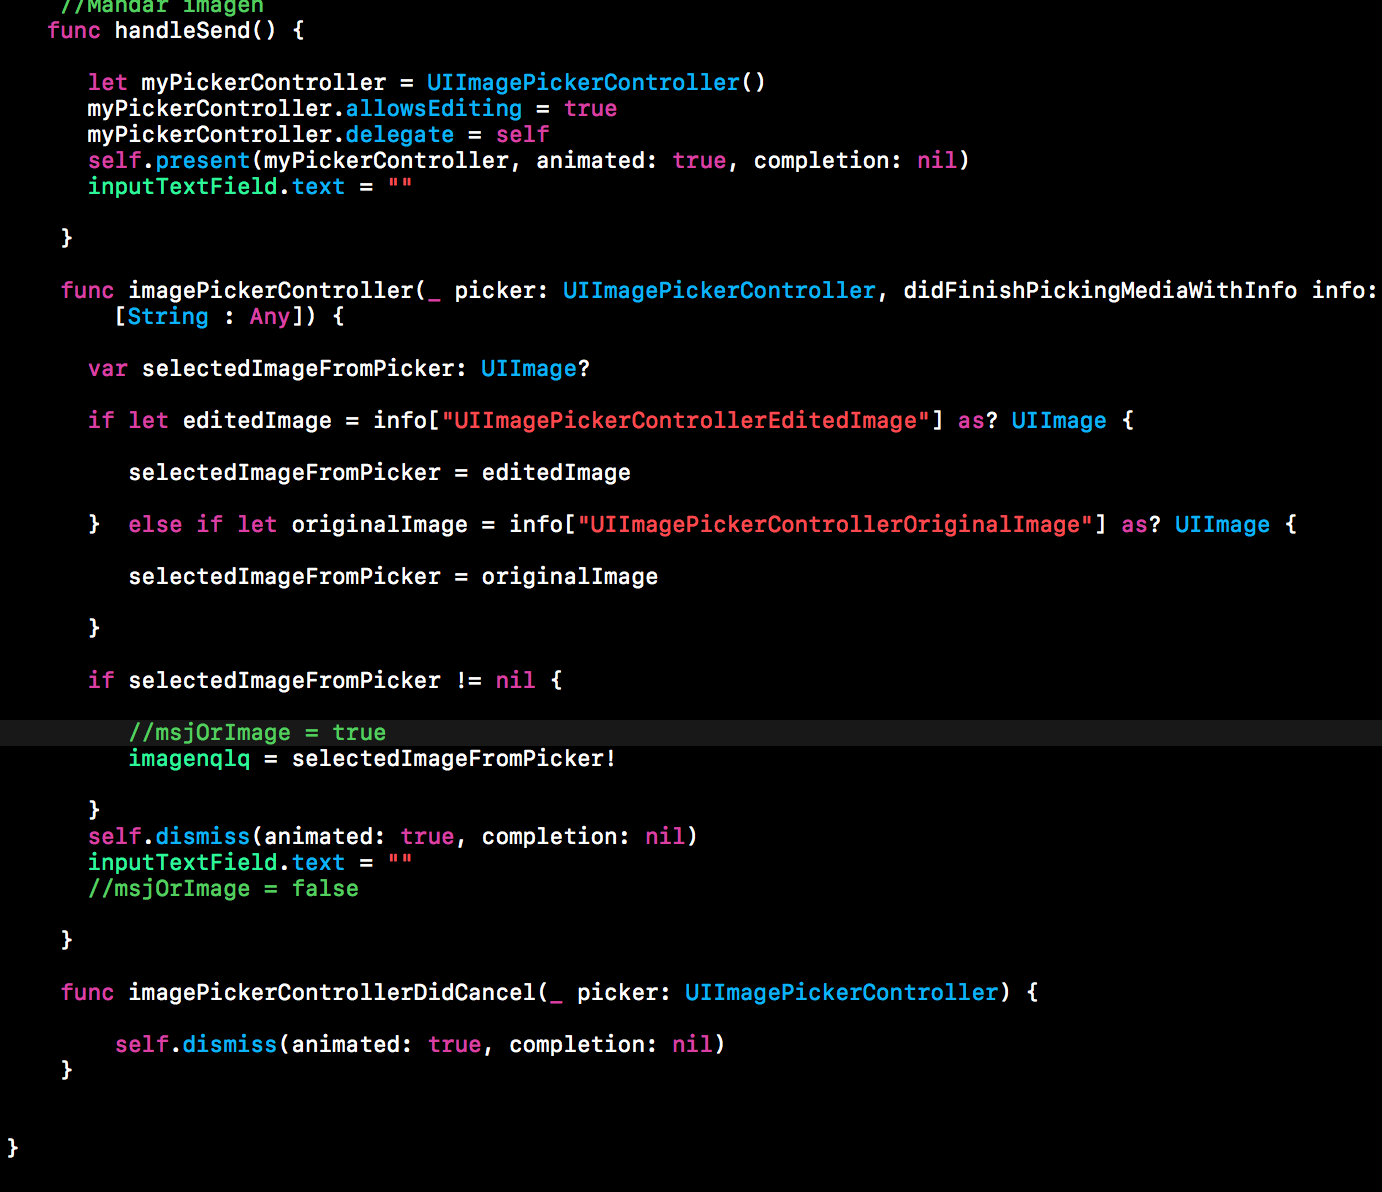 //Mandar imagen
func handleSend() {
let myPickerController = UIImagePickerController()
myPickerController.allowsEditing = true
myPickerController.delegate = self
self.present(myPickerController, animated: true, completion: nil)
inputTextField.text = ""
}
func imagePickerController(_ picker: UIImagePickerController, didFinishPickingMediaWithInfo info:
[String : Any]) {
var selectedImageFromPicker: UIImage?
if let editedImage = info["UIImagePickerControllerEditedImage"] as? UIImage {
selectedImageFromPicker = editedImage
} else if let originalImage = info["UIImagePickerControllerOriginalImage"] as? UIImage {
selectedImageFromPicker = originalImage
}
if selectedImageFromPicker != nil {
//msjOrImage = true
imagenqlq = selectedImageFromPicker!
}
self.dismiss(animated: true, completion: nil)
inputTextField.text = ""
//msjOrImage = false
}
func imagePickerControllerDidCancel(_ picker: UIImagePickerController) {
self.dismiss(animated: true, completion: nil)
}
}